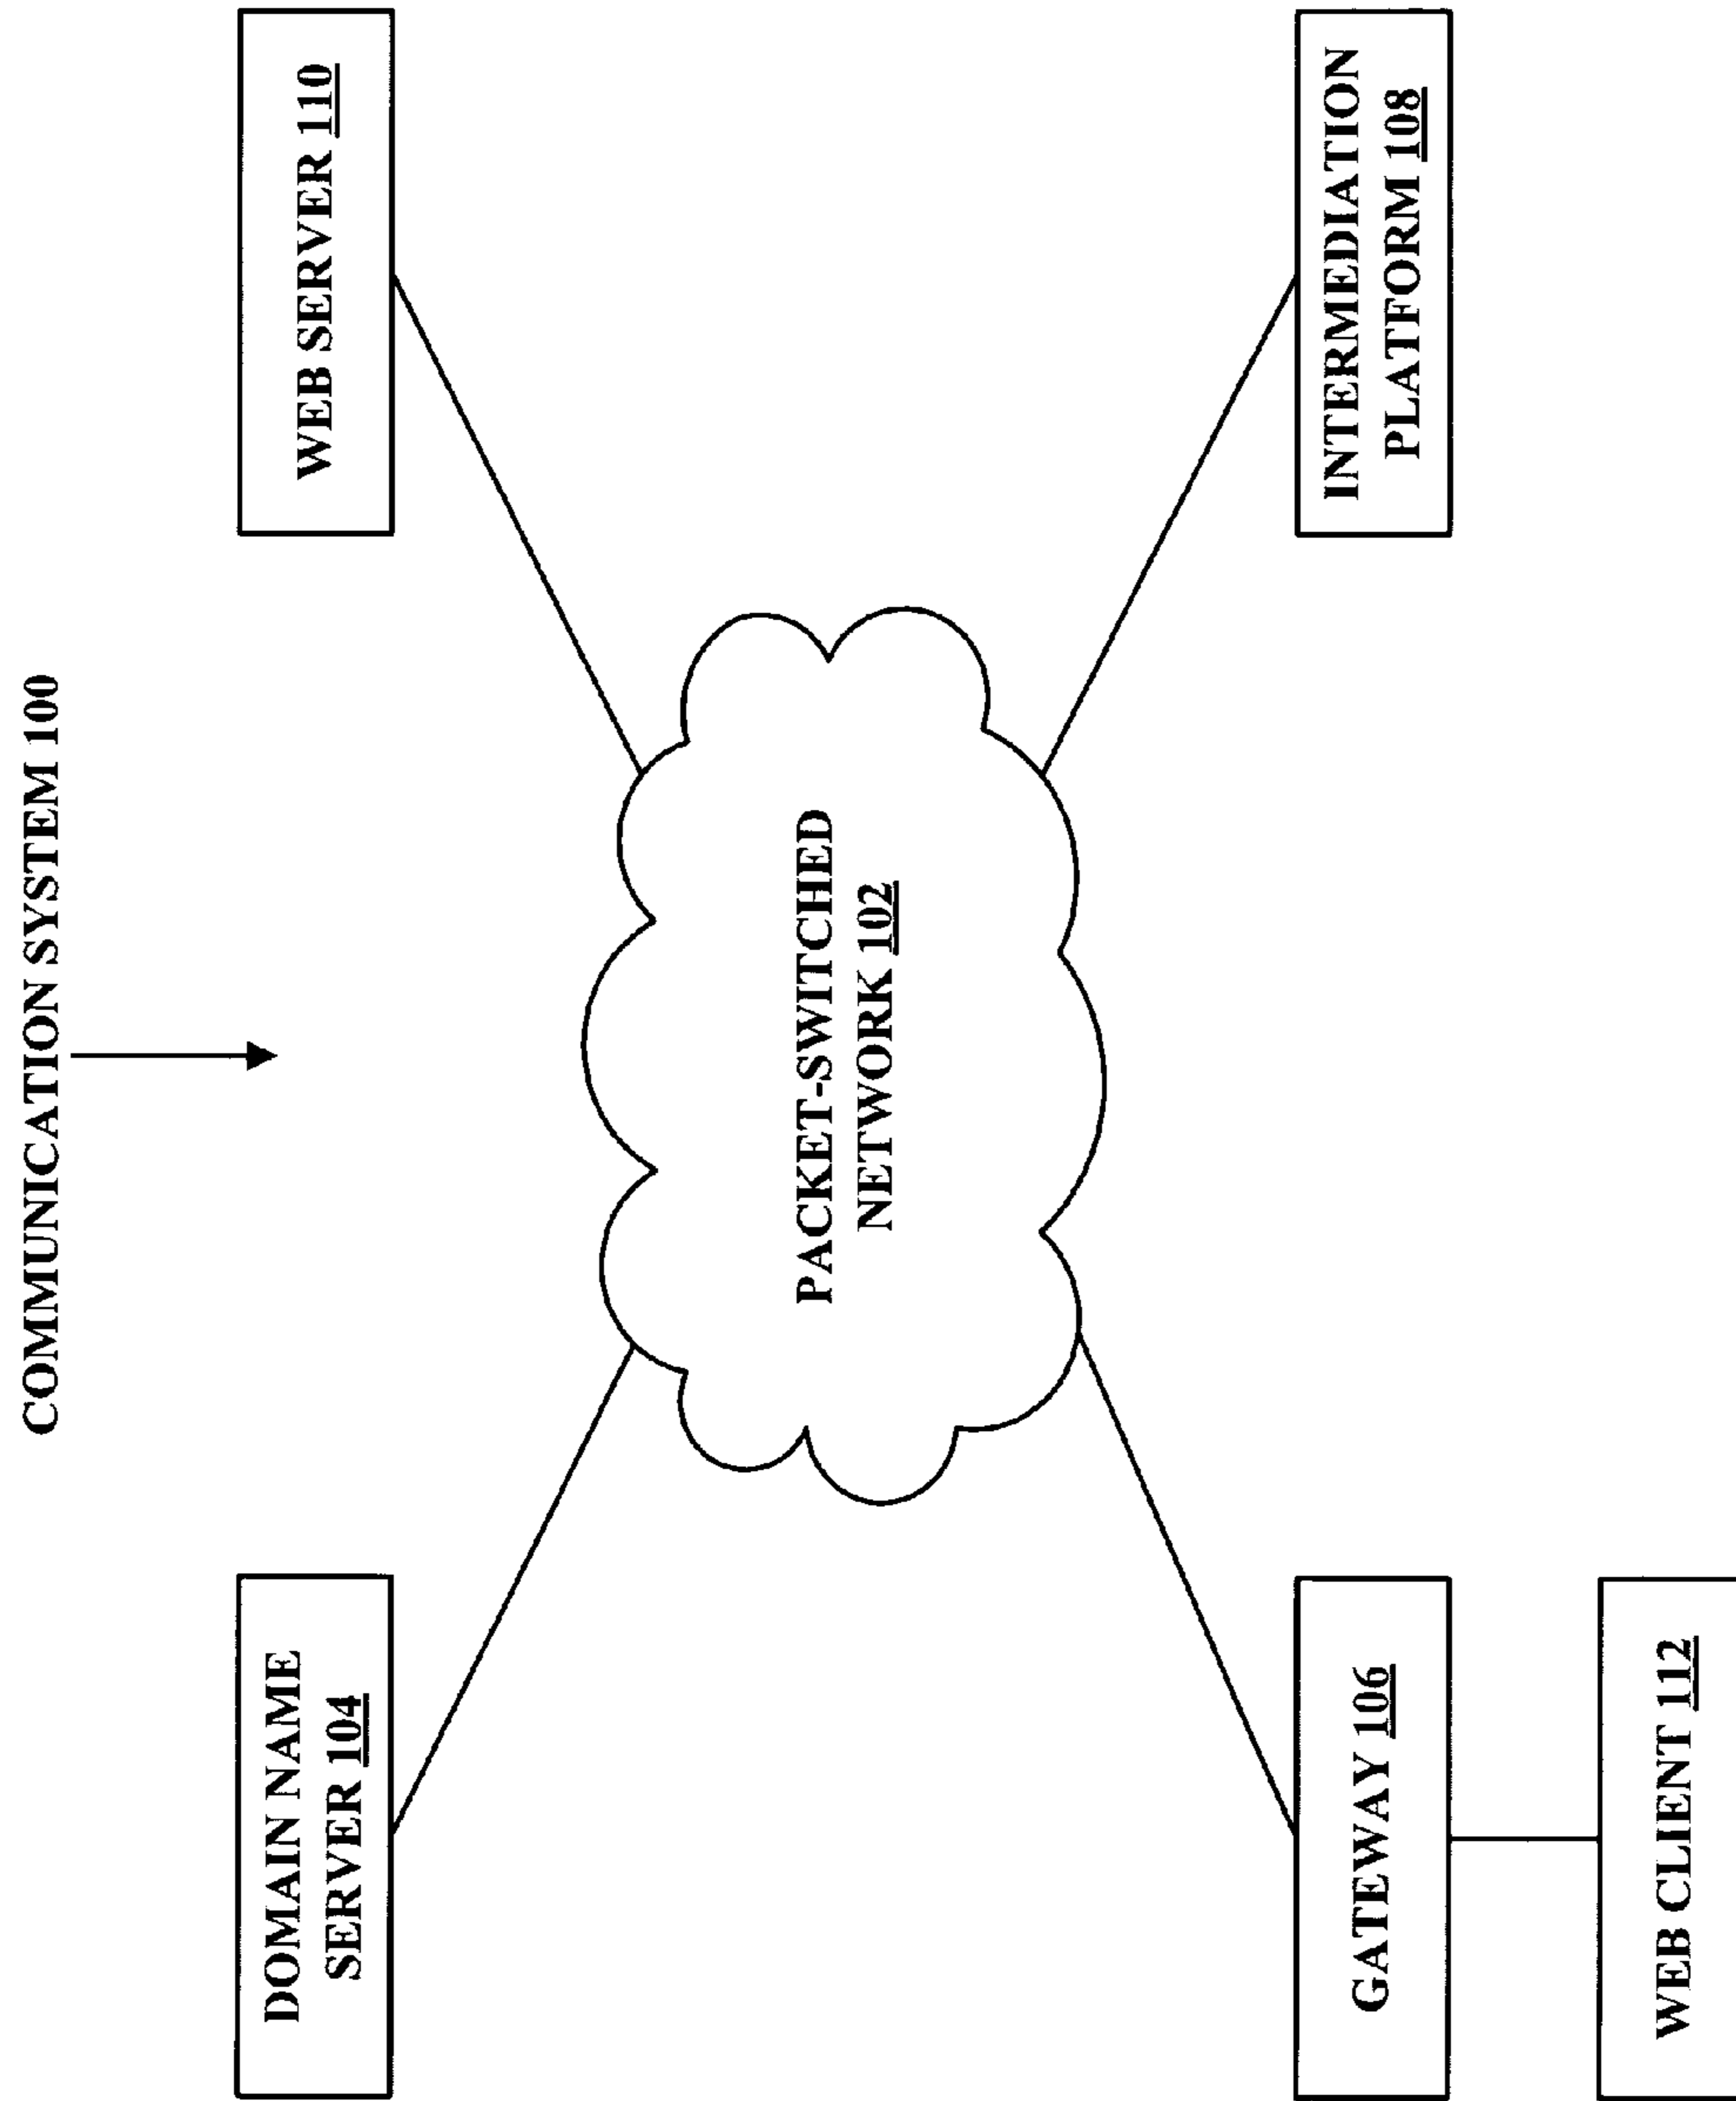 COMMUNICATION SYSTEM 100
DOMAIN NAME
SERVER 104
WEB SERVER 110
PACKET-SWITCHED
NETWORK 102
GATEWAY 106
INTERMEDIATION
PLATFORM 108
WEB CLIENT 112